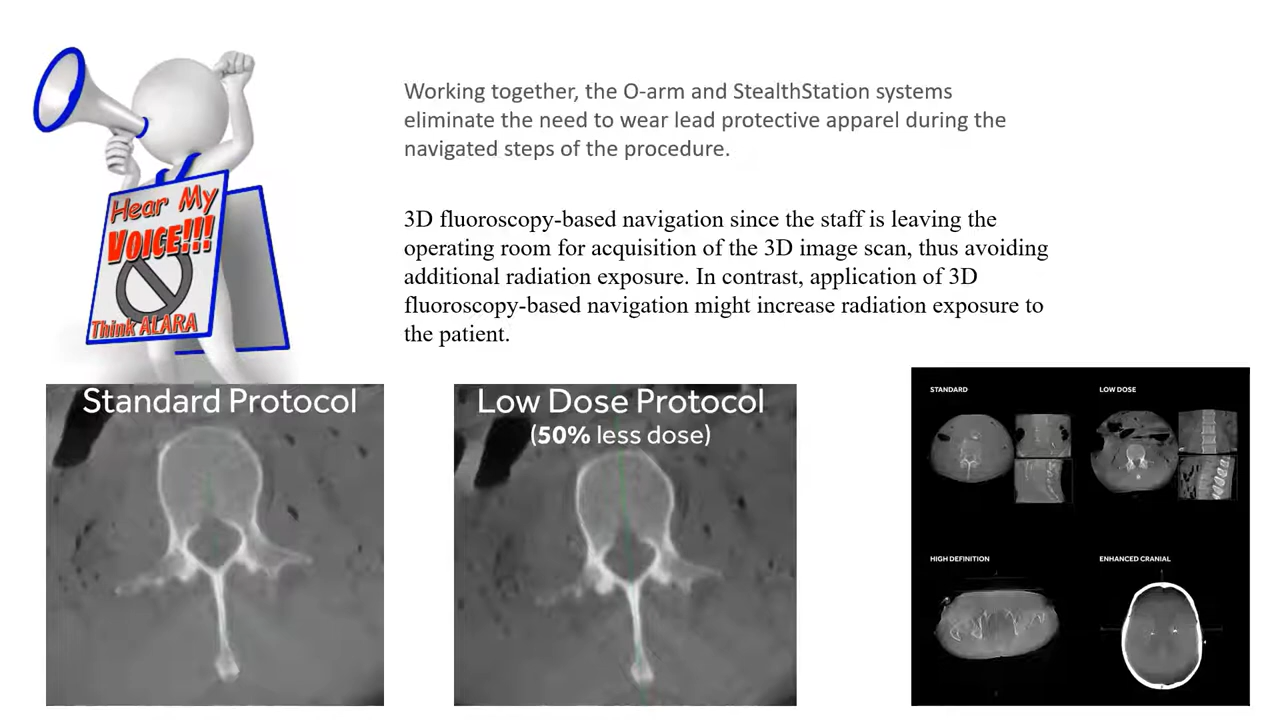 Hear My
VOICE!!!
Think ALARA
Working together, the O-arm and StealthStation systems
eliminate the need to wear lead protective apparel during the
navigated steps of the procedure.
3D fluoroscopy-based navigation since the staff is leaving the
operating room for acquisition of the 3D image scan, thus avoiding
additional radiation exposure. In contrast, application of 3D
fluoroscopy-based navigation might increase radiation exposure to
the patient.
Standard Protocol
Low Dose Protocol
(50% less dose)
STANDARD
LOW DOSE
HIGH DEFINITION
ENHANCED CRANIAL